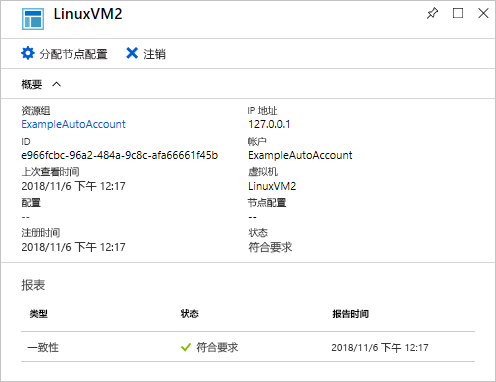 LinuxVM2
分配节点配置 注销
概要
资源组 IP 地址
ExampleAutoAccount 127.0.0.1
ID 帐户
e966fcbc-96a2-484a-9c8c-afa66661f45b ExampleAutoAccount
上次查看时间 虚拟机
2018/11/6 下午 12:17 LinuxVM2
配置 节点配置
-- --
注册时间 状态
2018/11/6 下午 12:17 符合要求
报表
类型 状态 报告时间
一致性 符合要求 2018/11/6 下午 12:17